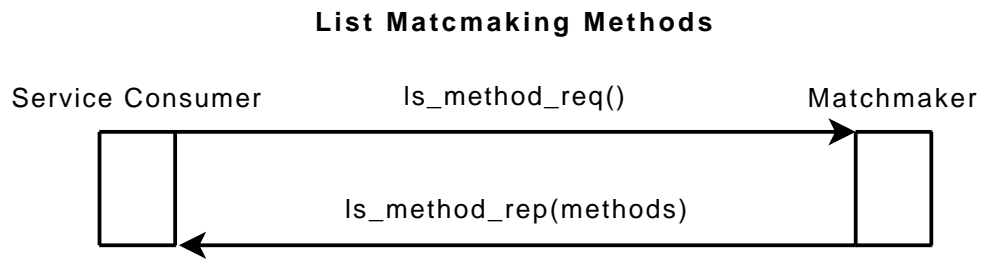 List Matcmaking Methods
Service Consumer ls_method_req() Matchmaker
ls_method_rep(methods)